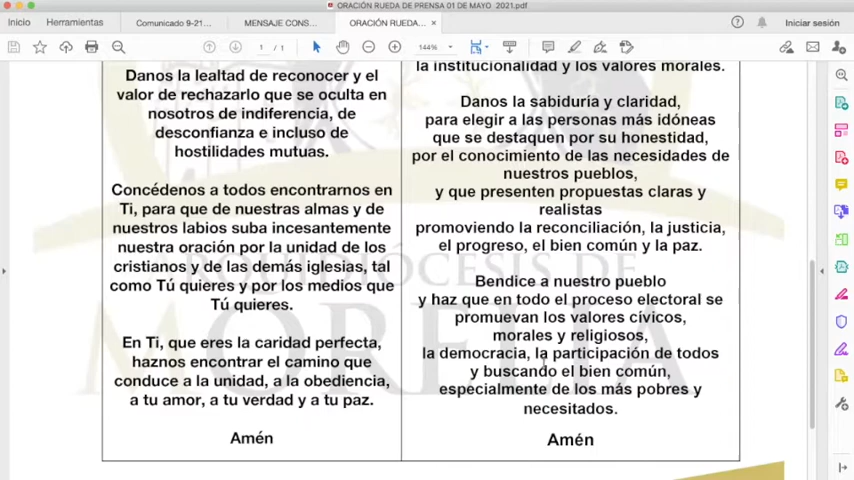 ORACIÓN RUEDA DE PRENSA 01 DE MAYO 2021.pdf
Inicio
Herramientas
Comunicado 9-21...
MENSAJE CONS...
ORACIÓN RUEDA... ×
Iniciar sesión
1 / 1
144%
Danos la lealtad de reconocer y el
valor de rechazarlo que se oculta en
nosotros de indiferencia, de
desconfianza e incluso de
hostilidades mutuas.
Concédenos a todos encontrarnos en
Ti, para que de nuestras almas y de
nuestros labios suba incesantemente
nuestra oración por la unidad de los
cristianos y de las demás iglesias, tal
como Tú quieres y por los medios que
Tú quieres.
En Ti, que eres la caridad perfecta,
haznos encontrar el camino que
conduce a la unidad, a la obediencia,
a tu amor, a tu verdad y a tu paz.
Amén
la institucionalidad y los valores morales.
Danos la sabiduría y claridad,
para elegir a las personas más idóneas
que se destaquen por su honestidad,
por el conocimiento de las necesidades de
nuestros pueblos,
y que presenten propuestas claras y
realistas
promoviendo la reconciliación, la justicia,
el progreso, el bien común y la paz.
Bendice a nuestro pueblo
y haz que en todo el proceso electoral se
promuevan los valores cívicos,
morales y religiosos,
la democracia, la participación de todos
y buscando el bien común,
especialmente de los más pobres y
necesitados.
Amén
MORELIA